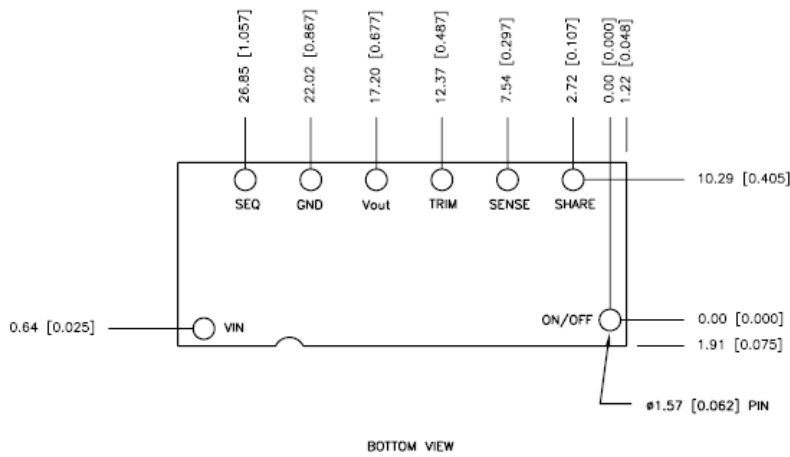 26.85 [1.057]
22.02 [0.867]
17.20 [0.677]
12.37 [0.487]
7.54 [0.297]
2.72 [0.107]
0.00 [0.000]
1.22 [0.048]
SEQ GND Vout TRIM SENSE SHARE
10.29 [0.405]
0.64 [0.025]
VIN
ON/OFF
0.00 [0.000]
1.91 [0.075]
ø1.57 [0.062] PIN
BOTTOM VIEW